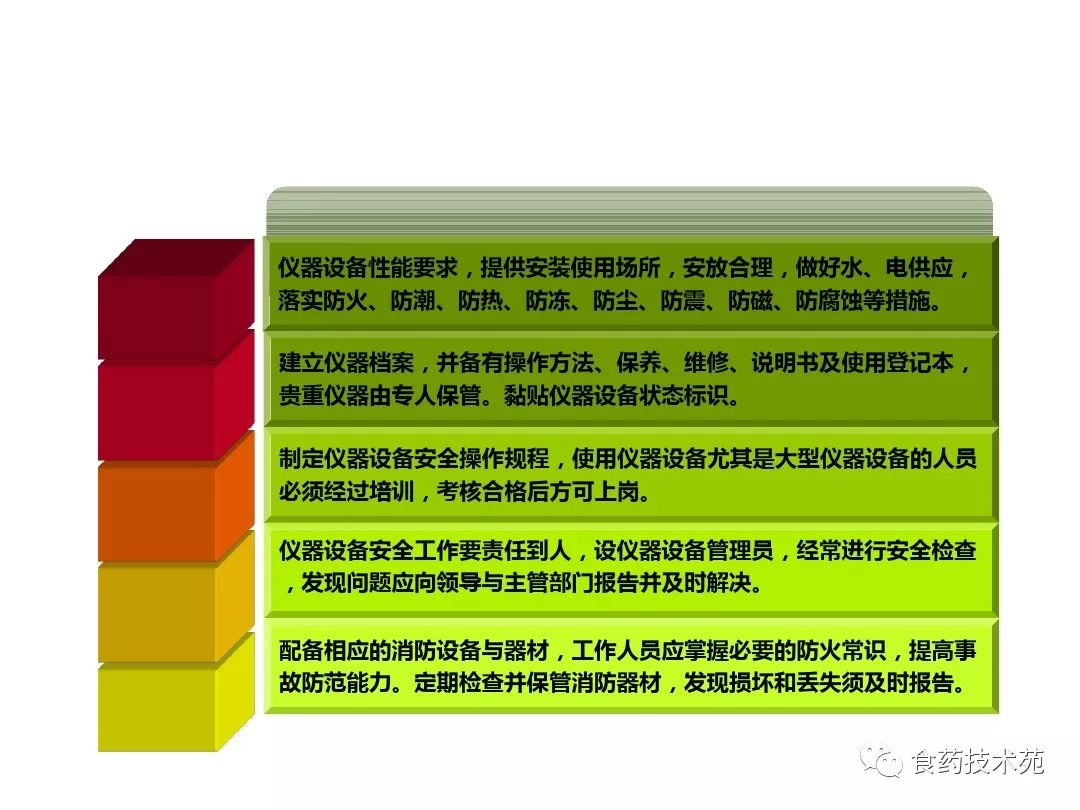 仪器设备性能要求，提供安装使用场所，安放合理，做好水、电供应，
落实防火、防潮、防热、防冻、防尘、防震、防磁、防腐蚀等措施。
建立仪器档案，并备有操作方法、保养、维修、说明书及使用登记本，
贵重仪器由专人保管。黏贴仪器设备状态标识。
制定仪器设备安全操作规程，使用仪器设备尤其是大型仪器设备的人员
必须经过培训，考核合格后方可上岗。
仪器设备安全工作要责任到人，设仪器设备管理员，经常进行安全检查
，发现问题应向领导与主管部门报告并及时解决。
配备相应的消防设备与器材，工作人员应掌握必要的防火常识，提高事
故防范能力。定期检查并保管消防器材，发现损坏和丢失须及时报告。
食药技术苑